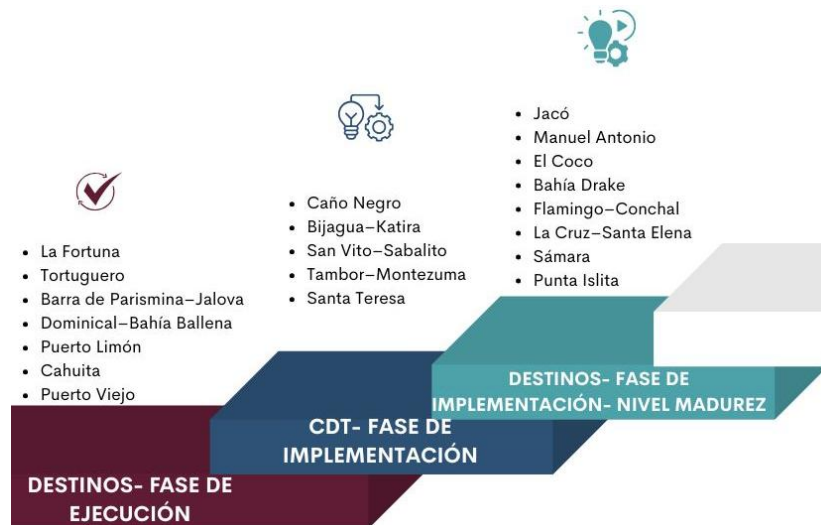 • La Fortuna
• Tortuguero
• Barra de Parismina–Jalova
• Dominical–Bahía Ballena
• Puerto Limón
• Cahuita
• Puerto Viejo
DESTINOS- FASE DE
EJECUCIÓN
• Caño Negro
• Bijagua–Katira
• San Vito–Sabalito
• Tambor–Montezuma
• Santa Teresa
CDT- FASE DE
IMPLEMENTACIÓN
• Jacó
• Manuel Antonio
• El Coco
• Bahía Drake
• Flamingo–Conchal
• La Cruz–Santa Elena
• Sámara
• Punta Islita
DESTINOS- FASE DE
IMPLEMENTACIÓN- NIVEL MADUREZ